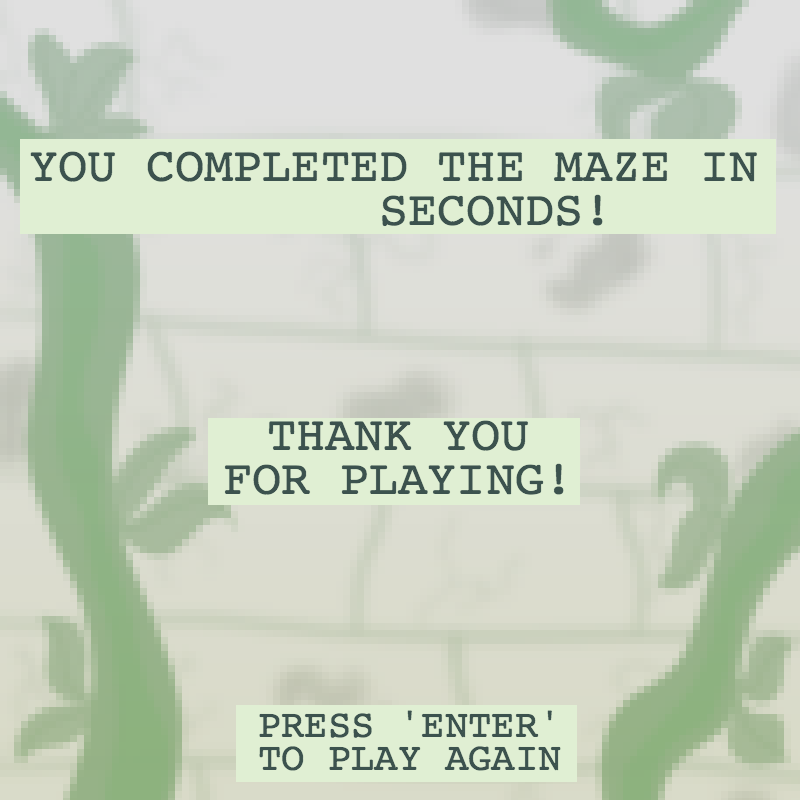 YOU COMPLETED THE MAZE IN
SECONDS!
THANK YOU
FOR PLAYING!
PRESS 'ENTER'
TO PLAY AGAIN